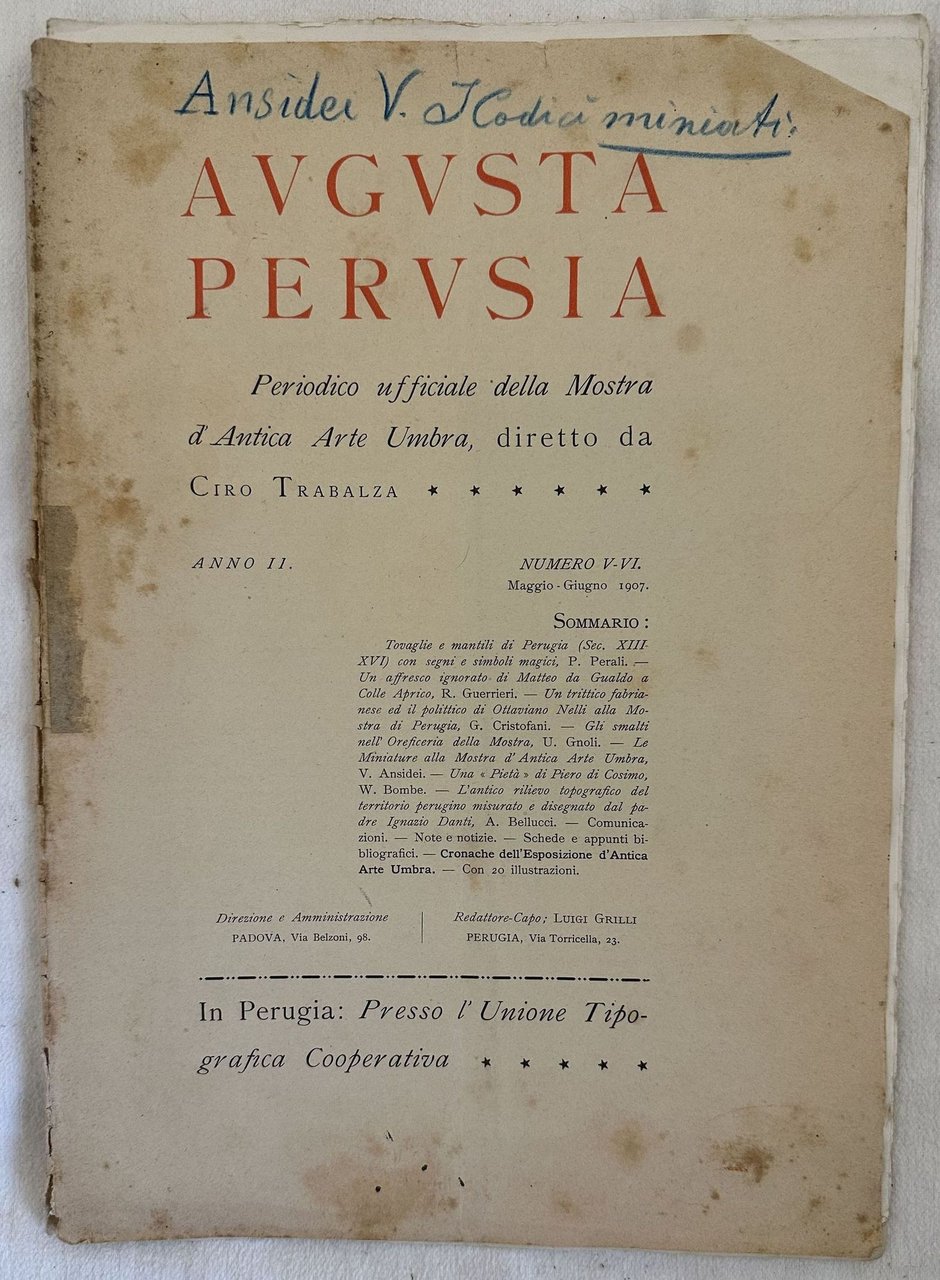 Ansidei V. I Codici miniati.
AVGVSTA
PERVSIA
Periodico ufficiale della Mostra
d'Antica Arte Umbra, diretto da
CIRO TRABALZA ★ ★ ★ ★ ★ ★
ANNO II.
NUMERO V-VI.
Maggio-Giugno 1907.
SOMMARIO:
Tovaglie e mantili di Perugia (Sec. XIII-
XVI) con segni e simboli magici, P. Perali. —
Un affresco ignorato di Matteo da Gualdo a
Colle Aprico, R. Guerrieri. — Un trittico fabria-
nese ed il polittico di Ottaviano Nelli alla Mo-
stra di Perugia, G. Cristofani. — Gli smalti
nell'Oreficeria della Mostra, U. Gnoli. — Le
Miniature alla Mostra d'Antica Arte Umbra,
V. Ansidei. — Una « Pietà » di Piero di Cosimo,
W. Bombe. — L'antico rilievo topografico del
territorio perugino misurato e disegnato dal pa-
dre Ignazio Danti, A. Bellucci. — Comunica-
zioni. — Note e notizie. — Schede e appunti bi-
bliografici. — Cronache dell'Esposizione d'Antica
Arte Umbra. — Con 20 illustrazioni.
Direzione e Amministrazione
PADOVA, Via Belzoni, 98.
Redattore-Capo; LUIGI GRILLI
PERUGIA, Via Torricella, 23.
In Perugia: Presso l'Unione Tipo-
grafica Cooperativa ★ ★ ★ ★ ★